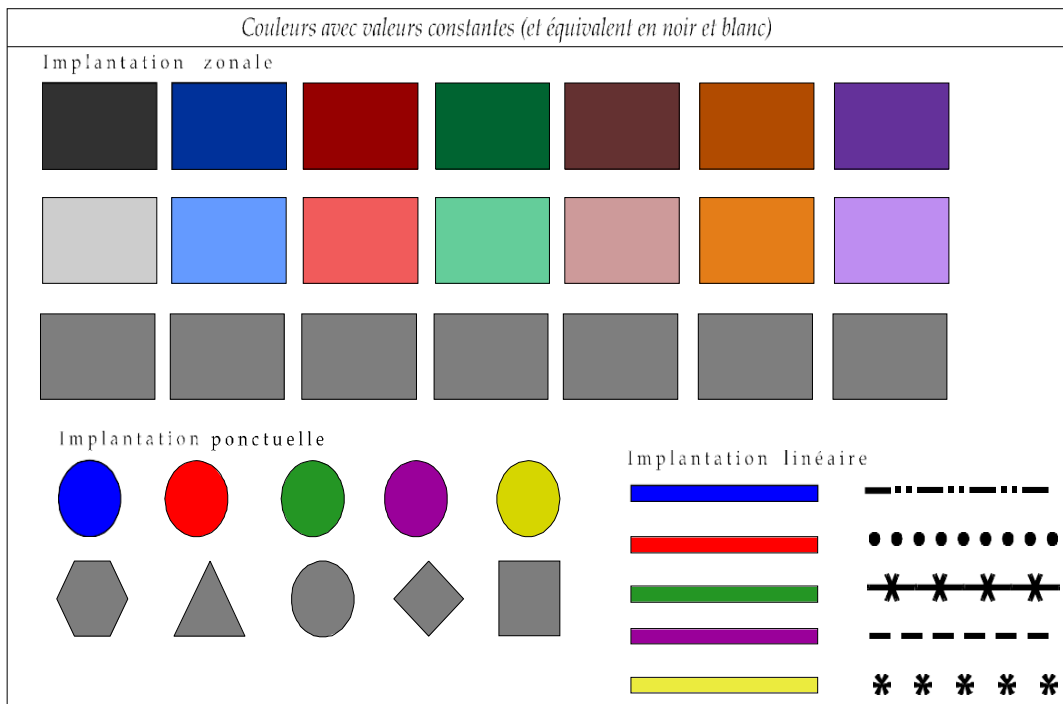 Couleurs avec valeurs constantes (et équivalent en noir et blanc)
Implantation zonale
Implantation ponctuelle
Implantation linéaire